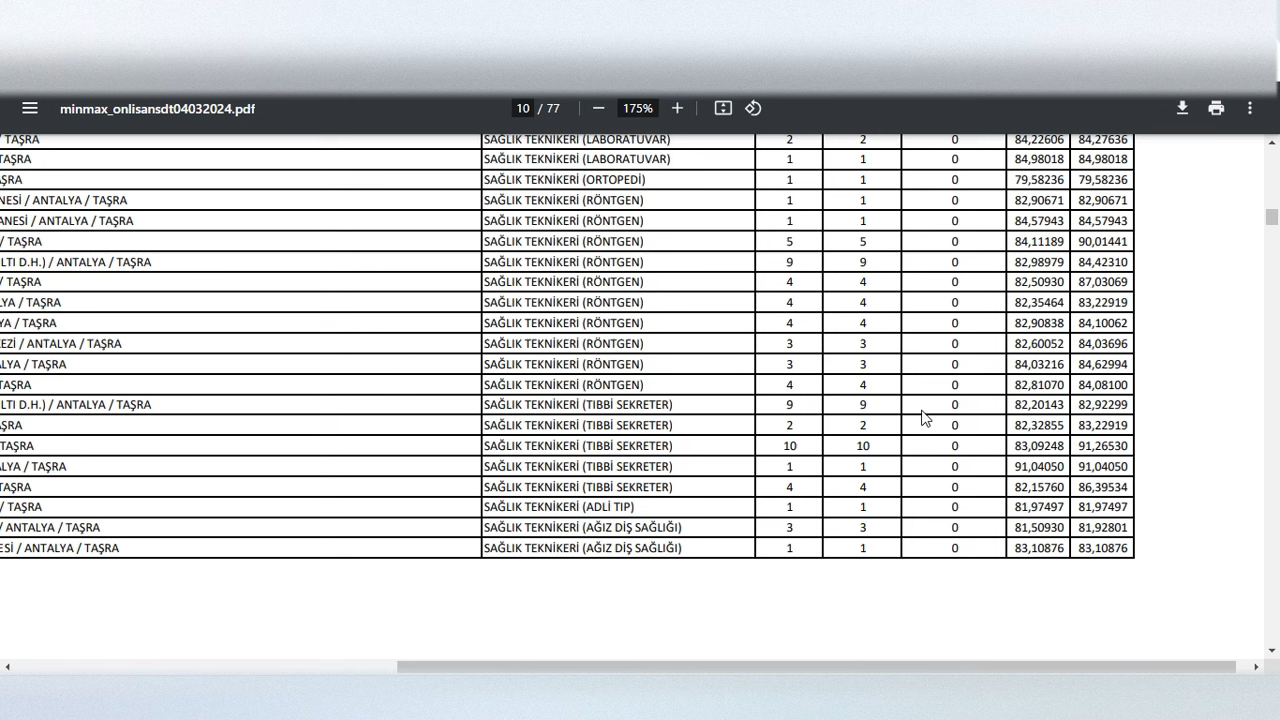 minmax_onlisansdt04032024.pdf 10 / 77 175%
/ TAŞRA SAĞLIK TEKNİKERİ (LABORATUVAR) 2 2 0 84,22606 84,27636
TAŞRA SAĞLIK TEKNİKERİ (LABORATUVAR) 1 1 0 84,98018 84,98018
AŞRA SAĞLIK TEKNİKERİ (ORTOPEDİ) 1 1 0 79,58236 79,58236
NESİ / ANTALYA / TAŞRA SAĞLIK TEKNİKERİ (RÖNTGEN) 1 1 0 82,90671 82,90671
ANESİ / ANTALYA / TAŞRA SAĞLIK TEKNİKERİ (RÖNTGEN) 1 1 0 84,57943 84,57943
/ TAŞRA SAĞLIK TEKNİKERİ (RÖNTGEN) 5 5 0 84,11189 90,01441
LTI D.H.) / ANTALYA / TAŞRA SAĞLIK TEKNİKERİ (RÖNTGEN) 9 9 0 82,98979 84,42310
/ TAŞRA SAĞLIK TEKNİKERİ (RÖNTGEN) 4 4 0 82,50930 87,03069
LYA / TAŞRA SAĞLIK TEKNİKERİ (RÖNTGEN) 4 4 0 82,35464 83,22919
YA / TAŞRA SAĞLIK TEKNİKERİ (RÖNTGEN) 4 4 0 82,90838 84,10062
EZİ / ANTALYA / TAŞRA SAĞLIK TEKNİKERİ (RÖNTGEN) 3 3 0 82,60052 84,03696
ALYA / TAŞRA SAĞLIK TEKNİKERİ (RÖNTGEN) 3 3 0 84,03216 84,62994
TAŞRA SAĞLIK TEKNİKERİ (RÖNTGEN) 4 4 0 82,81070 84,08100
LTI D.H.) / ANTALYA / TAŞRA SAĞLIK TEKNİKERİ (TIBBİ SEKRETER) 9 9 0 82,20143 82,92299
AŞRA SAĞLIK TEKNİKERİ (TIBBİ SEKRETER) 2 2 0 82,32855 83,22919
TAŞRA SAĞLIK TEKNİKERİ (TIBBİ SEKRETER) 10 10 0 83,09248 91,26530
ALYA / TAŞRA SAĞLIK TEKNİKERİ (TIBBİ SEKRETER) 1 1 0 91,04050 91,04050
TAŞRA SAĞLIK TEKNİKERİ (TIBBİ SEKRETER) 4 4 0 82,15760 86,39534
/ TAŞRA SAĞLIK TEKNİKERİ (ADLİ TIP) 1 1 0 81,97497 81,97497
/ ANTALYA / TAŞRA SAĞLIK TEKNİKERİ (AĞIZ DİŞ SAĞLIĞI) 3 3 0 81,50930 81,92801
ESİ / ANTALYA / TAŞRA SAĞLIK TEKNİKERİ (AĞIZ DİŞ SAĞLIĞI) 1 1 0 83,10876 83,10876